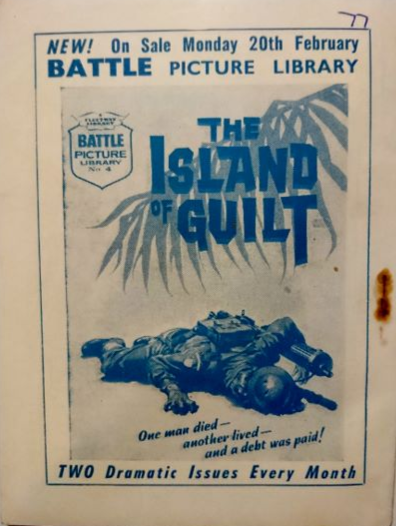 77
NEW! On Sale Monday 20th February
BATTLE PICTURE LIBRARY
FLEETWAY
LIBRARY
BATTLE
PICTURE
LIBRARY
No 4
THE
ISLAND
OF GUILT
One man died—
another lived—
and a debt was paid!
TWO Dramatic Issues Every Month